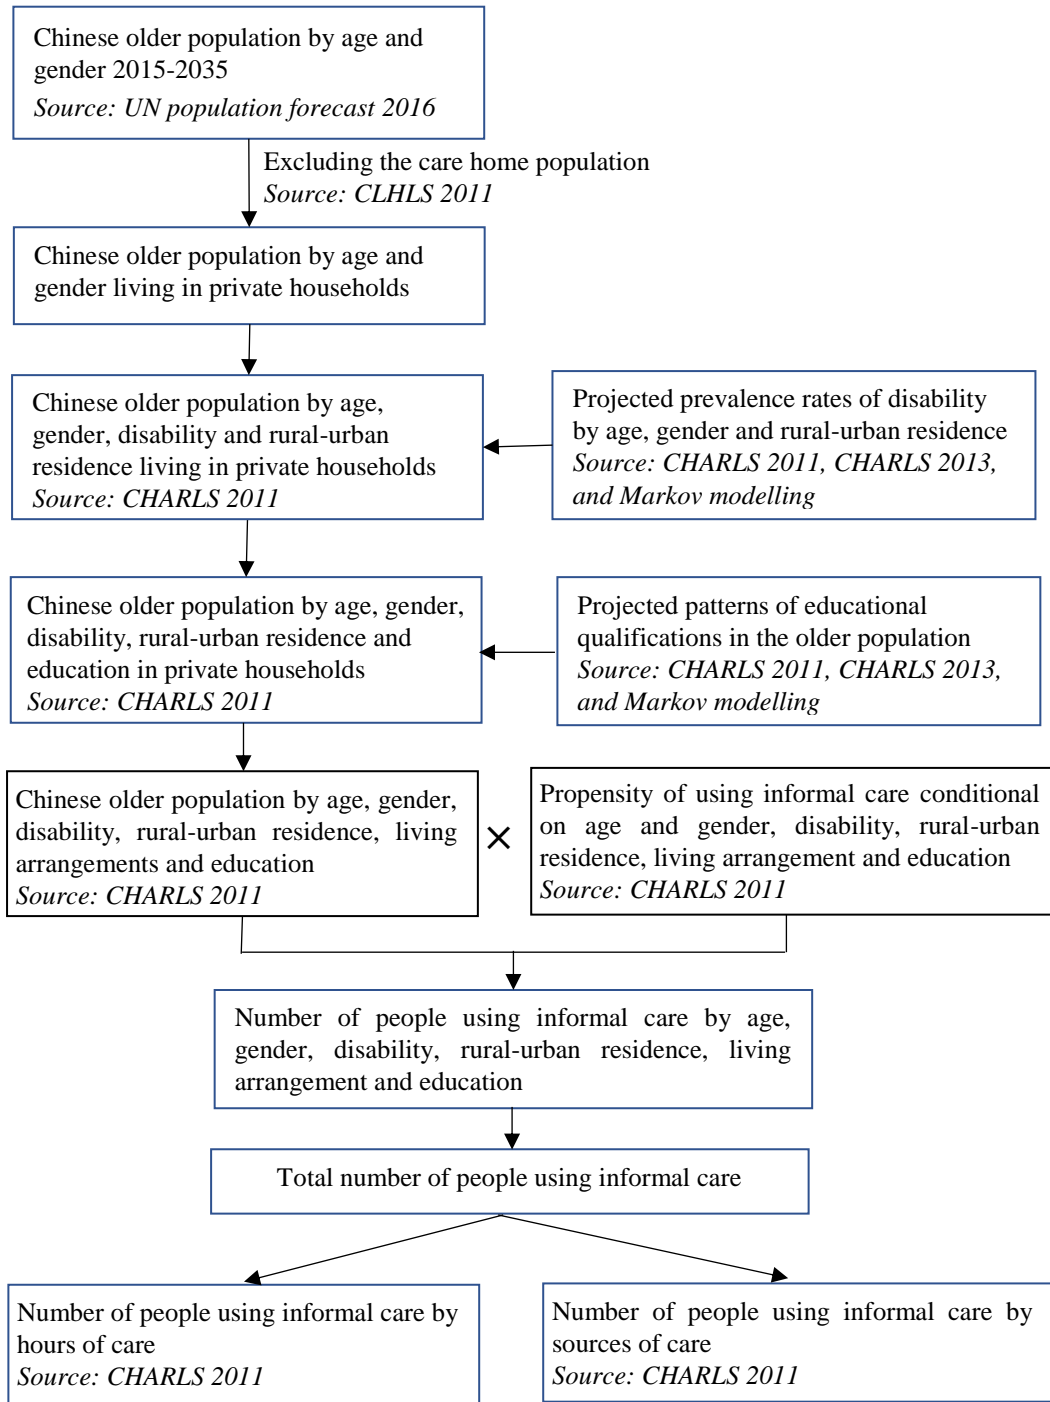 Chinese older population by age and
gender 2015-2035
Source: UN population forecast 2016
Excluding the care home population
Source: CLHLS 2011
Chinese older population by age and
gender living in private households
Chinese older population by age,
gender, disability and rural-urban
residence living in private households
Source: CHARLS 2011
Projected prevalence rates of disability
by age, gender and rural-urban residence
Source: CHARLS 2011, CHARLS 2013,
and Markov modelling
Chinese older population by age, gender,
disability, rural-urban residence and
education in private households
Source: CHARLS 2011
Projected patterns of educational
qualifications in the older population
Source: CHARLS 2011, CHARLS 2013,
and Markov modelling
Chinese older population by age, gender,
disability, rural-urban residence, living
arrangements and education
Source: CHARLS 2011
×
Propensity of using informal care conditional
on age and gender, disability, rural-urban
residence, living arrangement and education
Source: CHARLS 2011
Number of people using informal care by age,
gender, disability, rural-urban residence, living
arrangement and education
Total number of people using informal care
Number of people using informal care by
hours of care
Source: CHARLS 2011
Number of people using informal care by
sources of care
Source: CHARLS 2011